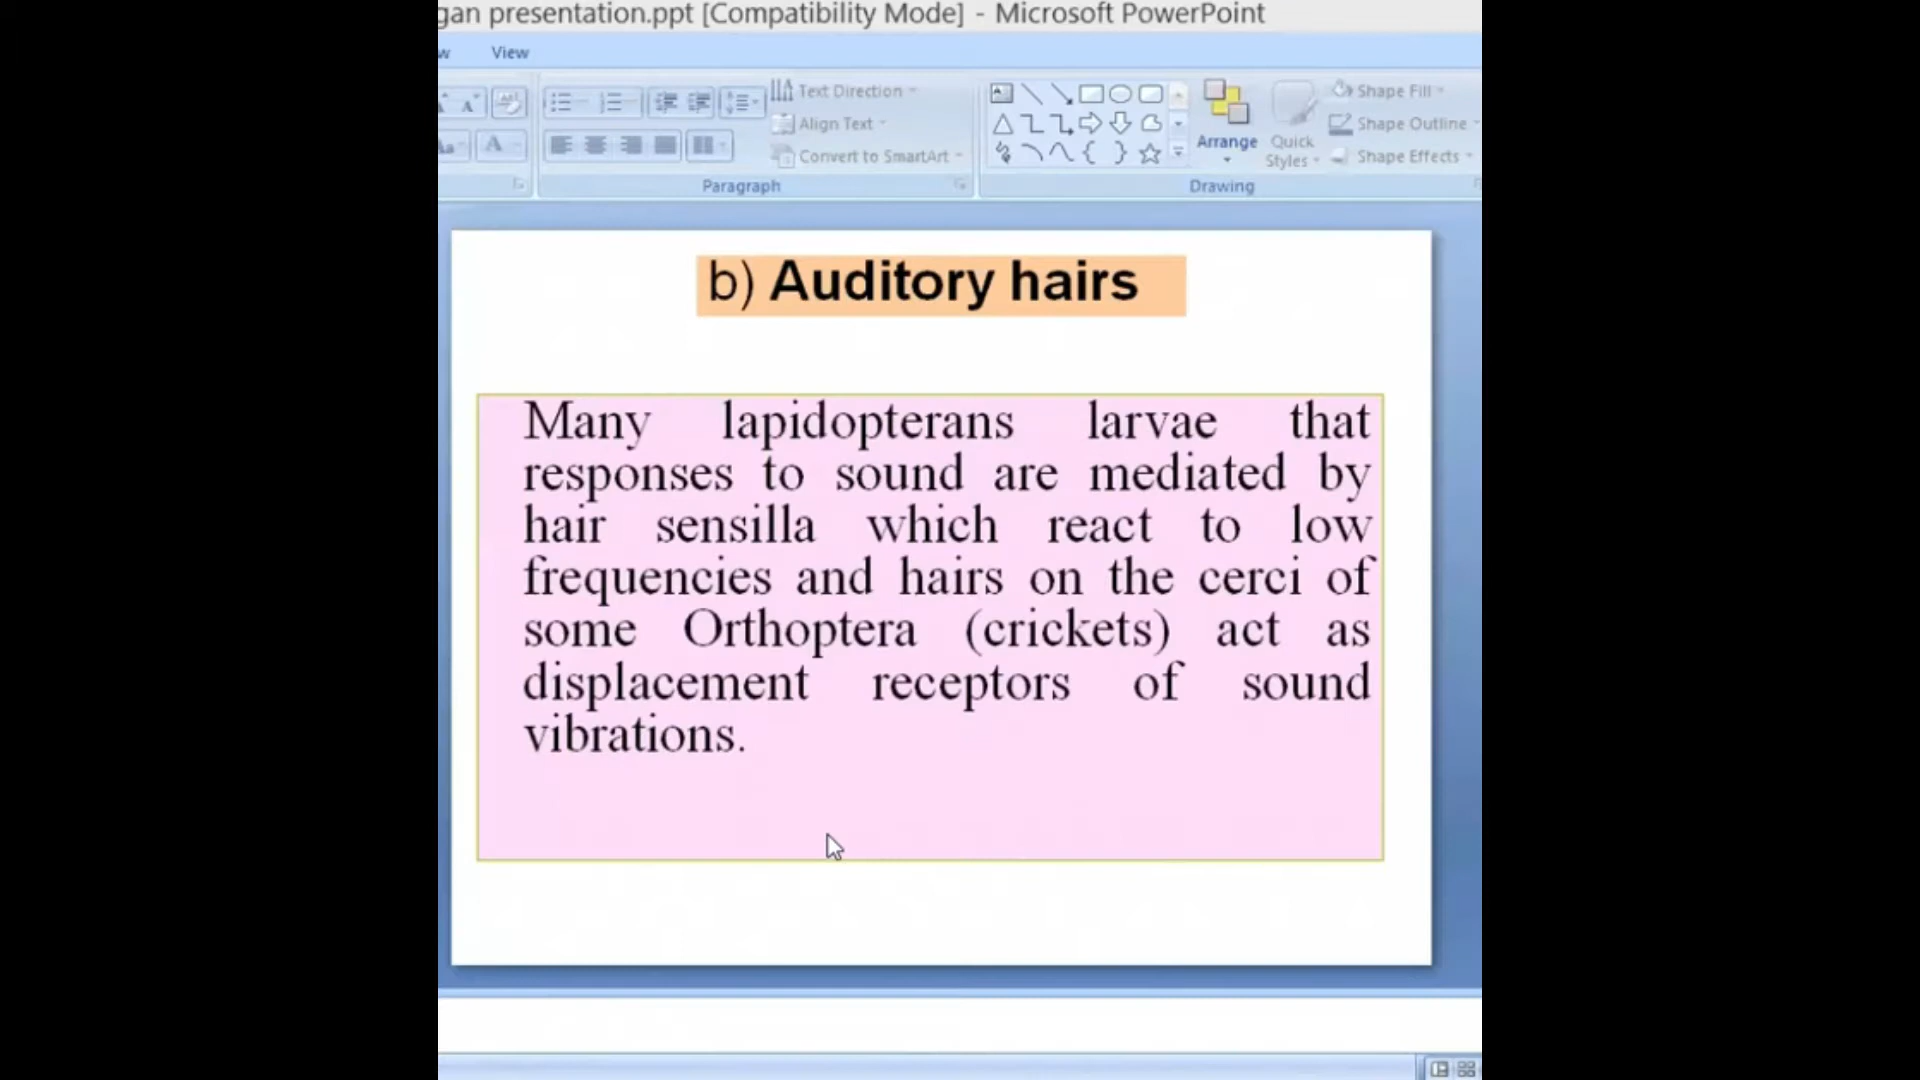 gan presentation.ppt [Compatibility Mode] - Microsoft PowerPoint
View
Text Direction
Align Text
Convert to SmartArt
Paragraph
Arrange
Quick
Styles
Shape Fill
Shape Outline
Shape Effects
Drawing
b) Auditory hairs
Many lapidopterans larvae that
responses to sound are mediated by
hair sensilla which react to low
frequencies and hairs on the cerci of
some Orthoptera (crickets) act as
displacement receptors of sound
vibrations.